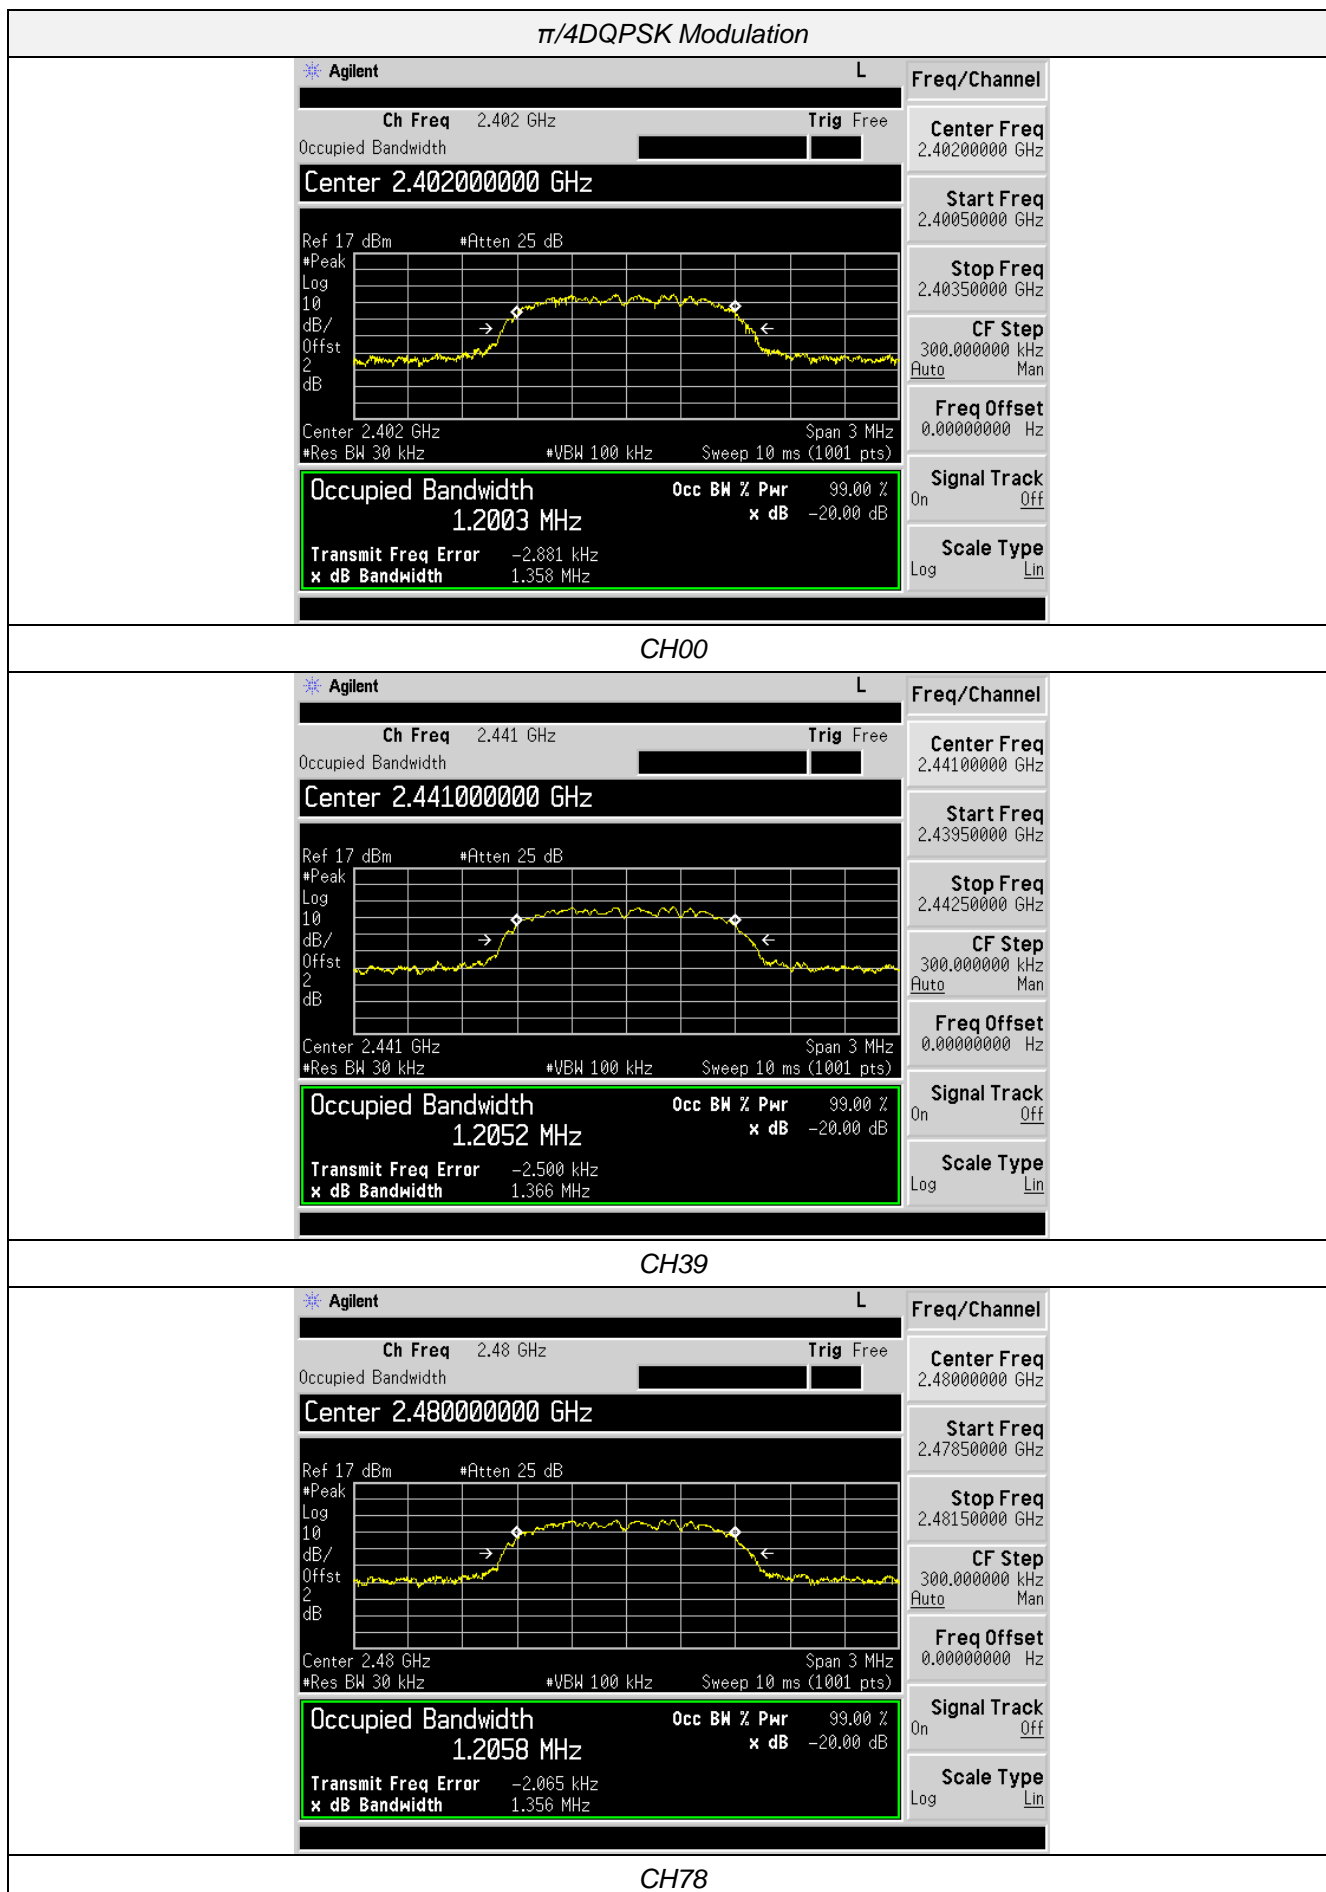 π/4DQPSK Modulation
Agilent L Freq/Channel
Ch Freq 2.402 GHz Trig Free
Occupied Bandwidth
Center 2.402000000 GHz
Ref 17 dBm #Atten 25 dB
#Peak
Log
10
dB/
Offst
2
dB
Center 2.402 GHz Span 3 MHz
#Res BW 30 kHz #VBW 100 kHz Sweep 10 ms (1001 pts)
Occupied Bandwidth Occ BW % Pwr 99.00 %
1.2003 MHz x dB -20.00 dB
Transmit Freq Error -2.881 kHz
x dB Bandwidth 1.358 MHz
Center Freq
2.40200000 GHz
Start Freq
2.40050000 GHz
Stop Freq
2.40350000 GHz
CF Step
300.000000 kHz
Auto Man
Freq Offset
0.00000000 Hz
Signal Track
On Off
Scale Type
Log Lin
CH00
Agilent L Freq/Channel
Ch Freq 2.441 GHz Trig Free
Occupied Bandwidth
Center 2.441000000 GHz
Ref 17 dBm #Atten 25 dB
#Peak
Log
10
dB/
Offst
2
dB
Center 2.441 GHz Span 3 MHz
#Res BW 30 kHz #VBW 100 kHz Sweep 10 ms (1001 pts)
Occupied Bandwidth Occ BW % Pwr 99.00 %
1.2052 MHz x dB -20.00 dB
Transmit Freq Error -2.500 kHz
x dB Bandwidth 1.366 MHz
Center Freq
2.44100000 GHz
Start Freq
2.43950000 GHz
Stop Freq
2.44250000 GHz
CF Step
300.000000 kHz
Auto Man
Freq Offset
0.00000000 Hz
Signal Track
On Off
Scale Type
Log Lin
CH39
Agilent L Freq/Channel
Ch Freq 2.48 GHz Trig Free
Occupied Bandwidth
Center 2.480000000 GHz
Ref 17 dBm #Atten 25 dB
#Peak
Log
10
dB/
Offst
2
dB
Center 2.48 GHz Span 3 MHz
#Res BW 30 kHz #VBW 100 kHz Sweep 10 ms (1001 pts)
Occupied Bandwidth Occ BW % Pwr 99.00 %
1.2058 MHz x dB -20.00 dB
Transmit Freq Error -2.065 kHz
x dB Bandwidth 1.356 MHz
Center Freq
2.48000000 GHz
Start Freq
2.47850000 GHz
Stop Freq
2.48150000 GHz
CF Step
300.000000 kHz
Auto Man
Freq Offset
0.00000000 Hz
Signal Track
On Off
Scale Type
Log Lin
CH78